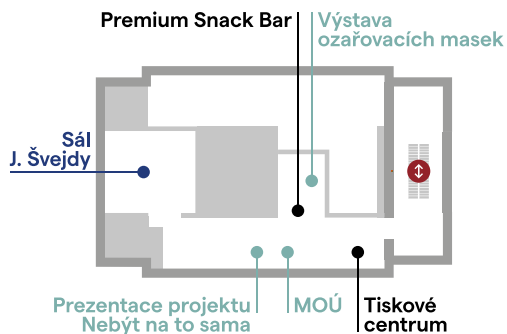 Premium Snack Bar
Výstava
ozařovacích masek
Sál
J. Švejdy
Prezentace projektu
Nebýt na to sama
MOÚ
Tiskové
centrum